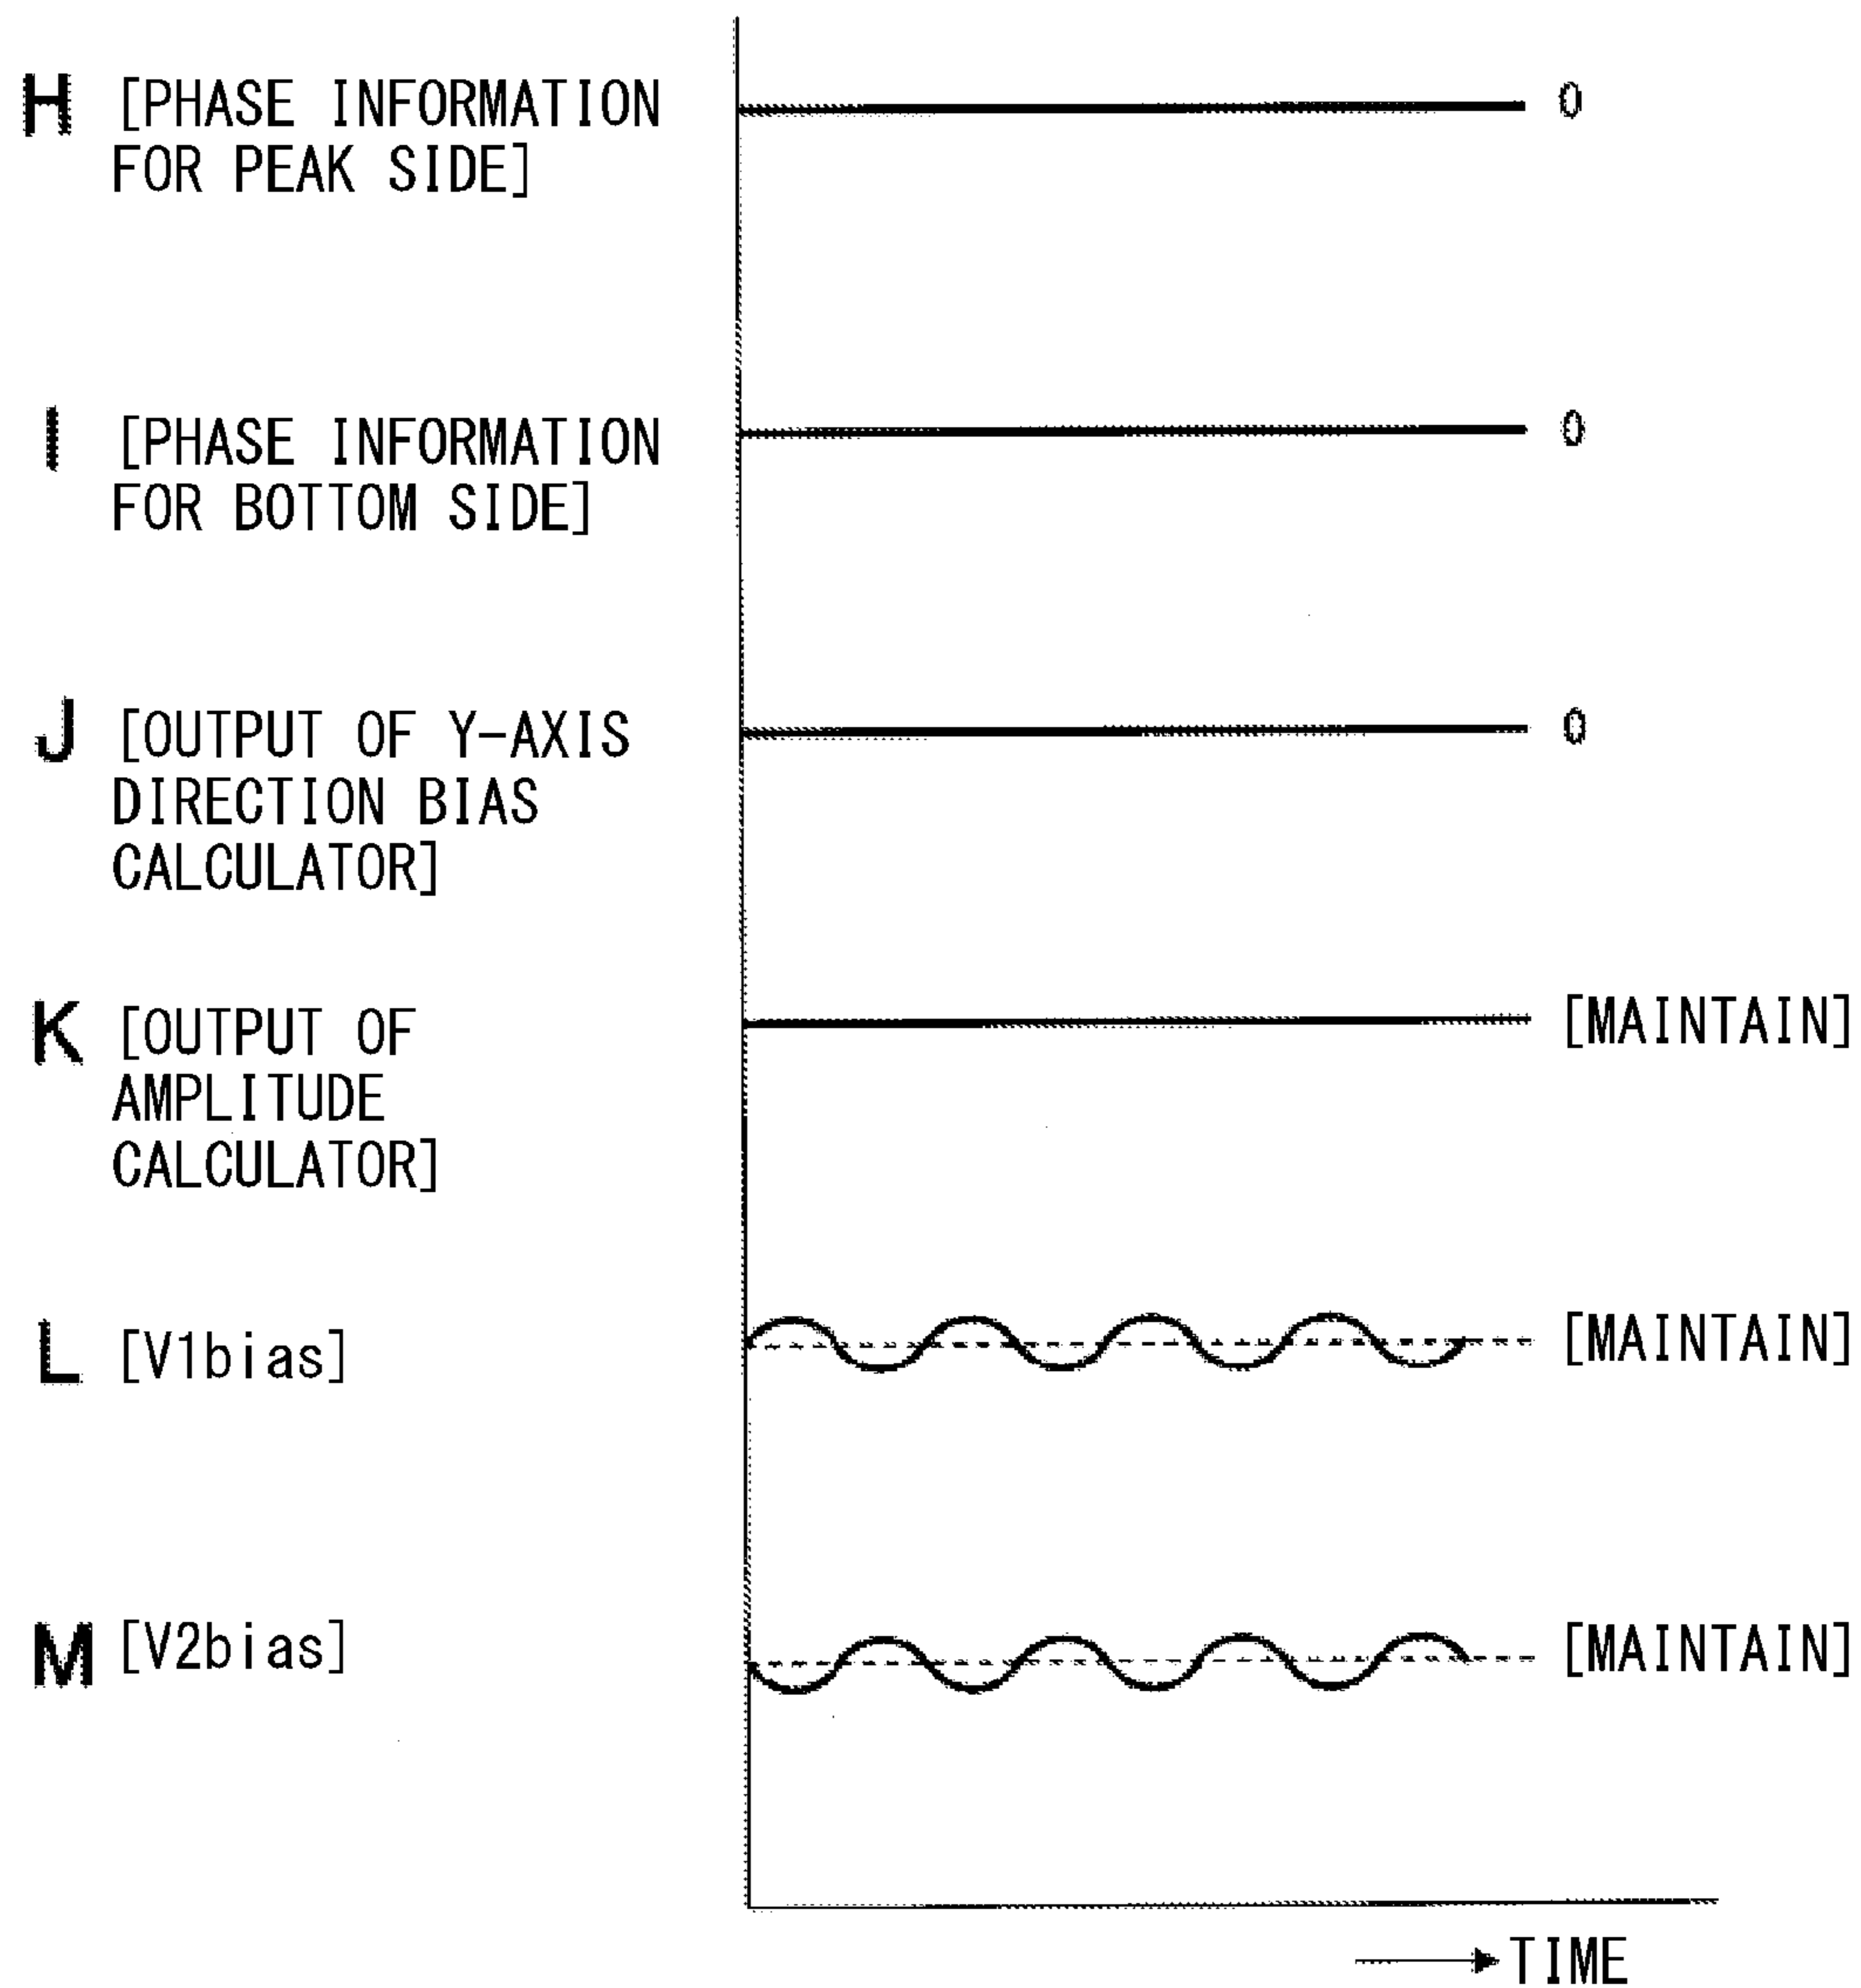 H [PHASE INFORMATION
FOR PEAK SIDE]
0
I [PHASE INFORMATION
FOR BOTTOM SIDE]
0
J [OUTPUT OF Y-AXIS
DIRECTION BIAS
CALCULATOR]
0
K [OUTPUT OF
AMPLITUDE
CALCULATOR]
[MAINTAIN]
L [V1bias]
[MAINTAIN]
M [V2bias]
[MAINTAIN]
TIME